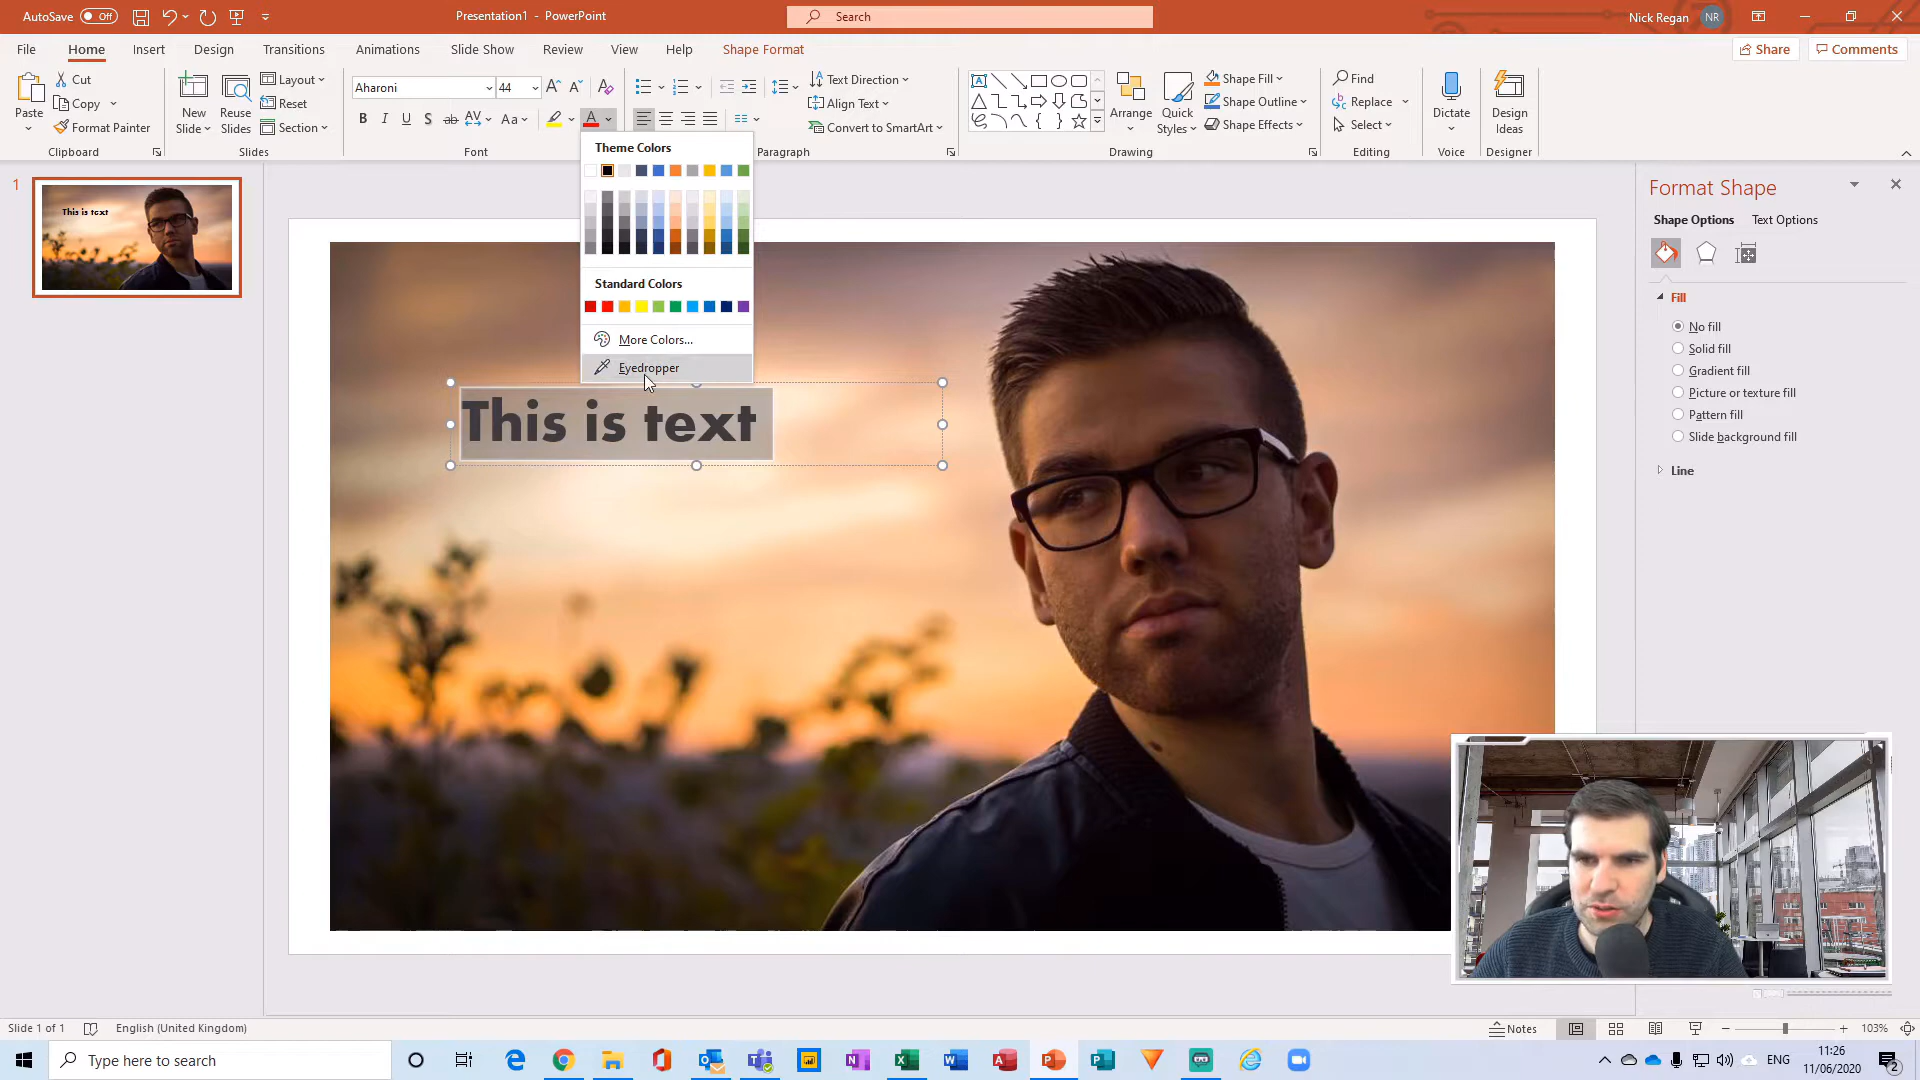 AutoSave Off
Presentation1 - PowerPoint
Search
Nick Regan NR
File Home Insert Design Transitions Animations Slide Show Review View Help Shape Format
Share Comments
Paste
Cut
Copy
Format Painter
Clipboard
New Slide
Reuse Slides
Layout
Reset
Section
Slides
Aharoni 44
B I U S ab AV Aa A
Font
Text Direction
Align Text
Convert to SmartArt
Paragraph
Arrange
Quick Styles
Shape Fill
Shape Outline
Shape Effects
Drawing
Find
Replace
Select
Editing
Dictate
Voice
Design Ideas
Designer
Theme Colors
Standard Colors
More Colors...
Eyedropper
1
This is text
This is text
Format Shape
Shape Options Text Options
Fill
No fill
Solid fill
Gradient fill
Picture or texture fill
Pattern fill
Slide background fill
Line
Slide 1 of 1 English (United Kingdom)
Notes 103%
Type here to search
ENG
11:26
11/06/2020
2